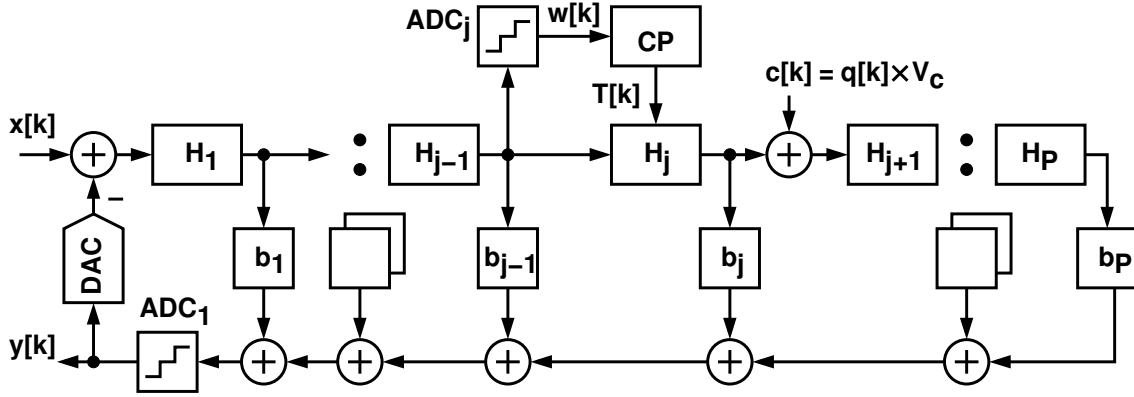 ADCj w[k] CP
T[k] c[k] = q[k]×Vc
x[k] + H1 Hj−1 Hj + Hj+1 HP
−
DAC b1 bj−1 bj bP
ADC1
y[k] + + + + +